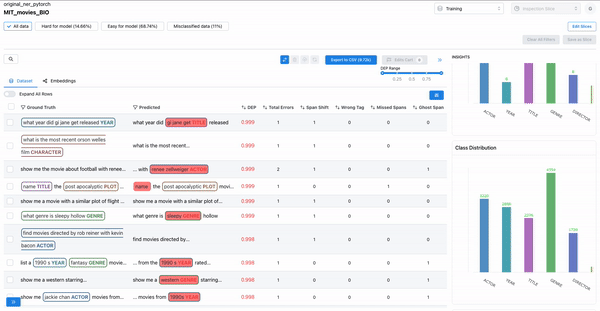 original_ner_pytorch
MIT_movies_BIO
Training
Inspection Slice
All data
Hard for model (14.66%)
Easy for model (68.74%)
Misclassified data (11%)
Edit Slices
Clear All Filters
Save as Slice
Export to CSV (9.72k)
Edits Cart
DEP Range
0.25 0.5 0.75
INSIGHTS
Dataset
Embeddings
Expand All Rows
Ground Truth Predicted DEP Total Errors Span Shift Wrong Tag Missed Spans Ghost Span
what year did gi jane get released YEAR what year did gi jane get TITLE released 0.999 1 1 0 0 0
what is the most recent orson welles film CHARACTER what is the most recent... 0.999 1 1 0 0 0
show me the movie about football with renee... ... with renee zellweger ACTOR 0.999 2 1 0 0 1
name TITLE the post apocalyptic PLOT ... name the post apocalyptic PLOT movi... 0.999 1 0 0 1 0
show me a movie with a similar plot of flight ... show me a movie with a similar plot... 0.999 1 1 0 0 0
what genre is sleepy hollow GENRE what genre is sleepy GENRE hollow 0.999 1 1 0 0 0
find movies directed by rob reiner with kevin bacon ACTOR find movies directed by... 0.998 1 1 0 0 0
list a 1990 s YEAR fantasy GENRE movie... ... from the 1990 s YEAR rated... 0.998 1 0 0 0 1
show me a western starring... show me a western GENRE starring... 0.998 1 0 0 0 1
show me jackie chan ACTOR movies from... ... movies from 1990s YEAR 0.998 1 0 0 0 1
ACTOR YEAR TITLE GENRE DIRECTOR
Class Distribution
ACTOR YEAR TITLE GENRE DIRECTOR PLOT